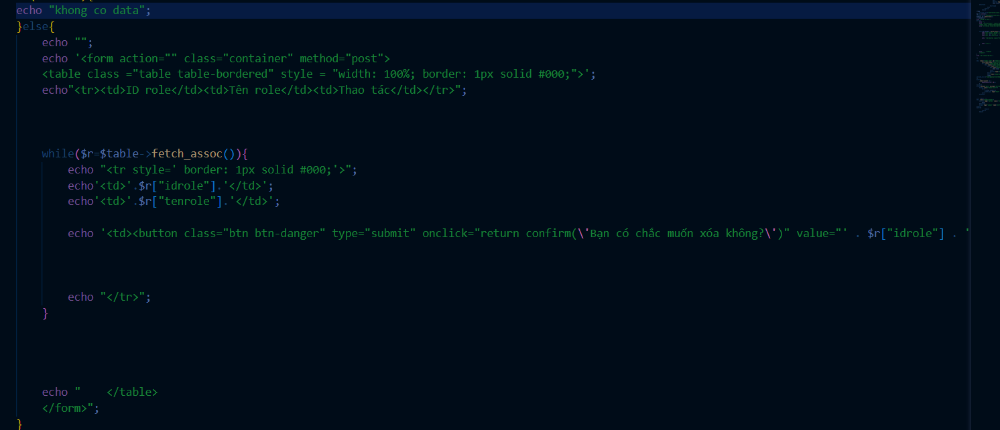 echo "khong co data";
}else{
echo "";
echo '<form action="" class="container" method="post">
<table class ="table table-bordered" style = "width: 100%; border: 1px solid #000;">';
echo"<tr><td>ID role</td><td>Tên role</td><td>Thao tác</td></tr>";
while($r=$table->fetch_assoc()){
echo "<tr style=' border: 1px solid #000;'>";
echo'<td>'.$r["idrole"].'</td>';
echo'<td>'.$r["tenrole"].'</td>';
echo '<td><button class="btn btn-danger" type="submit" onclick="return confirm(\'Bạn có chắc muốn xóa không?\')" value="' . $r["idrole"] . '
echo "</tr>";
}
echo "    </table>
</form>";
}